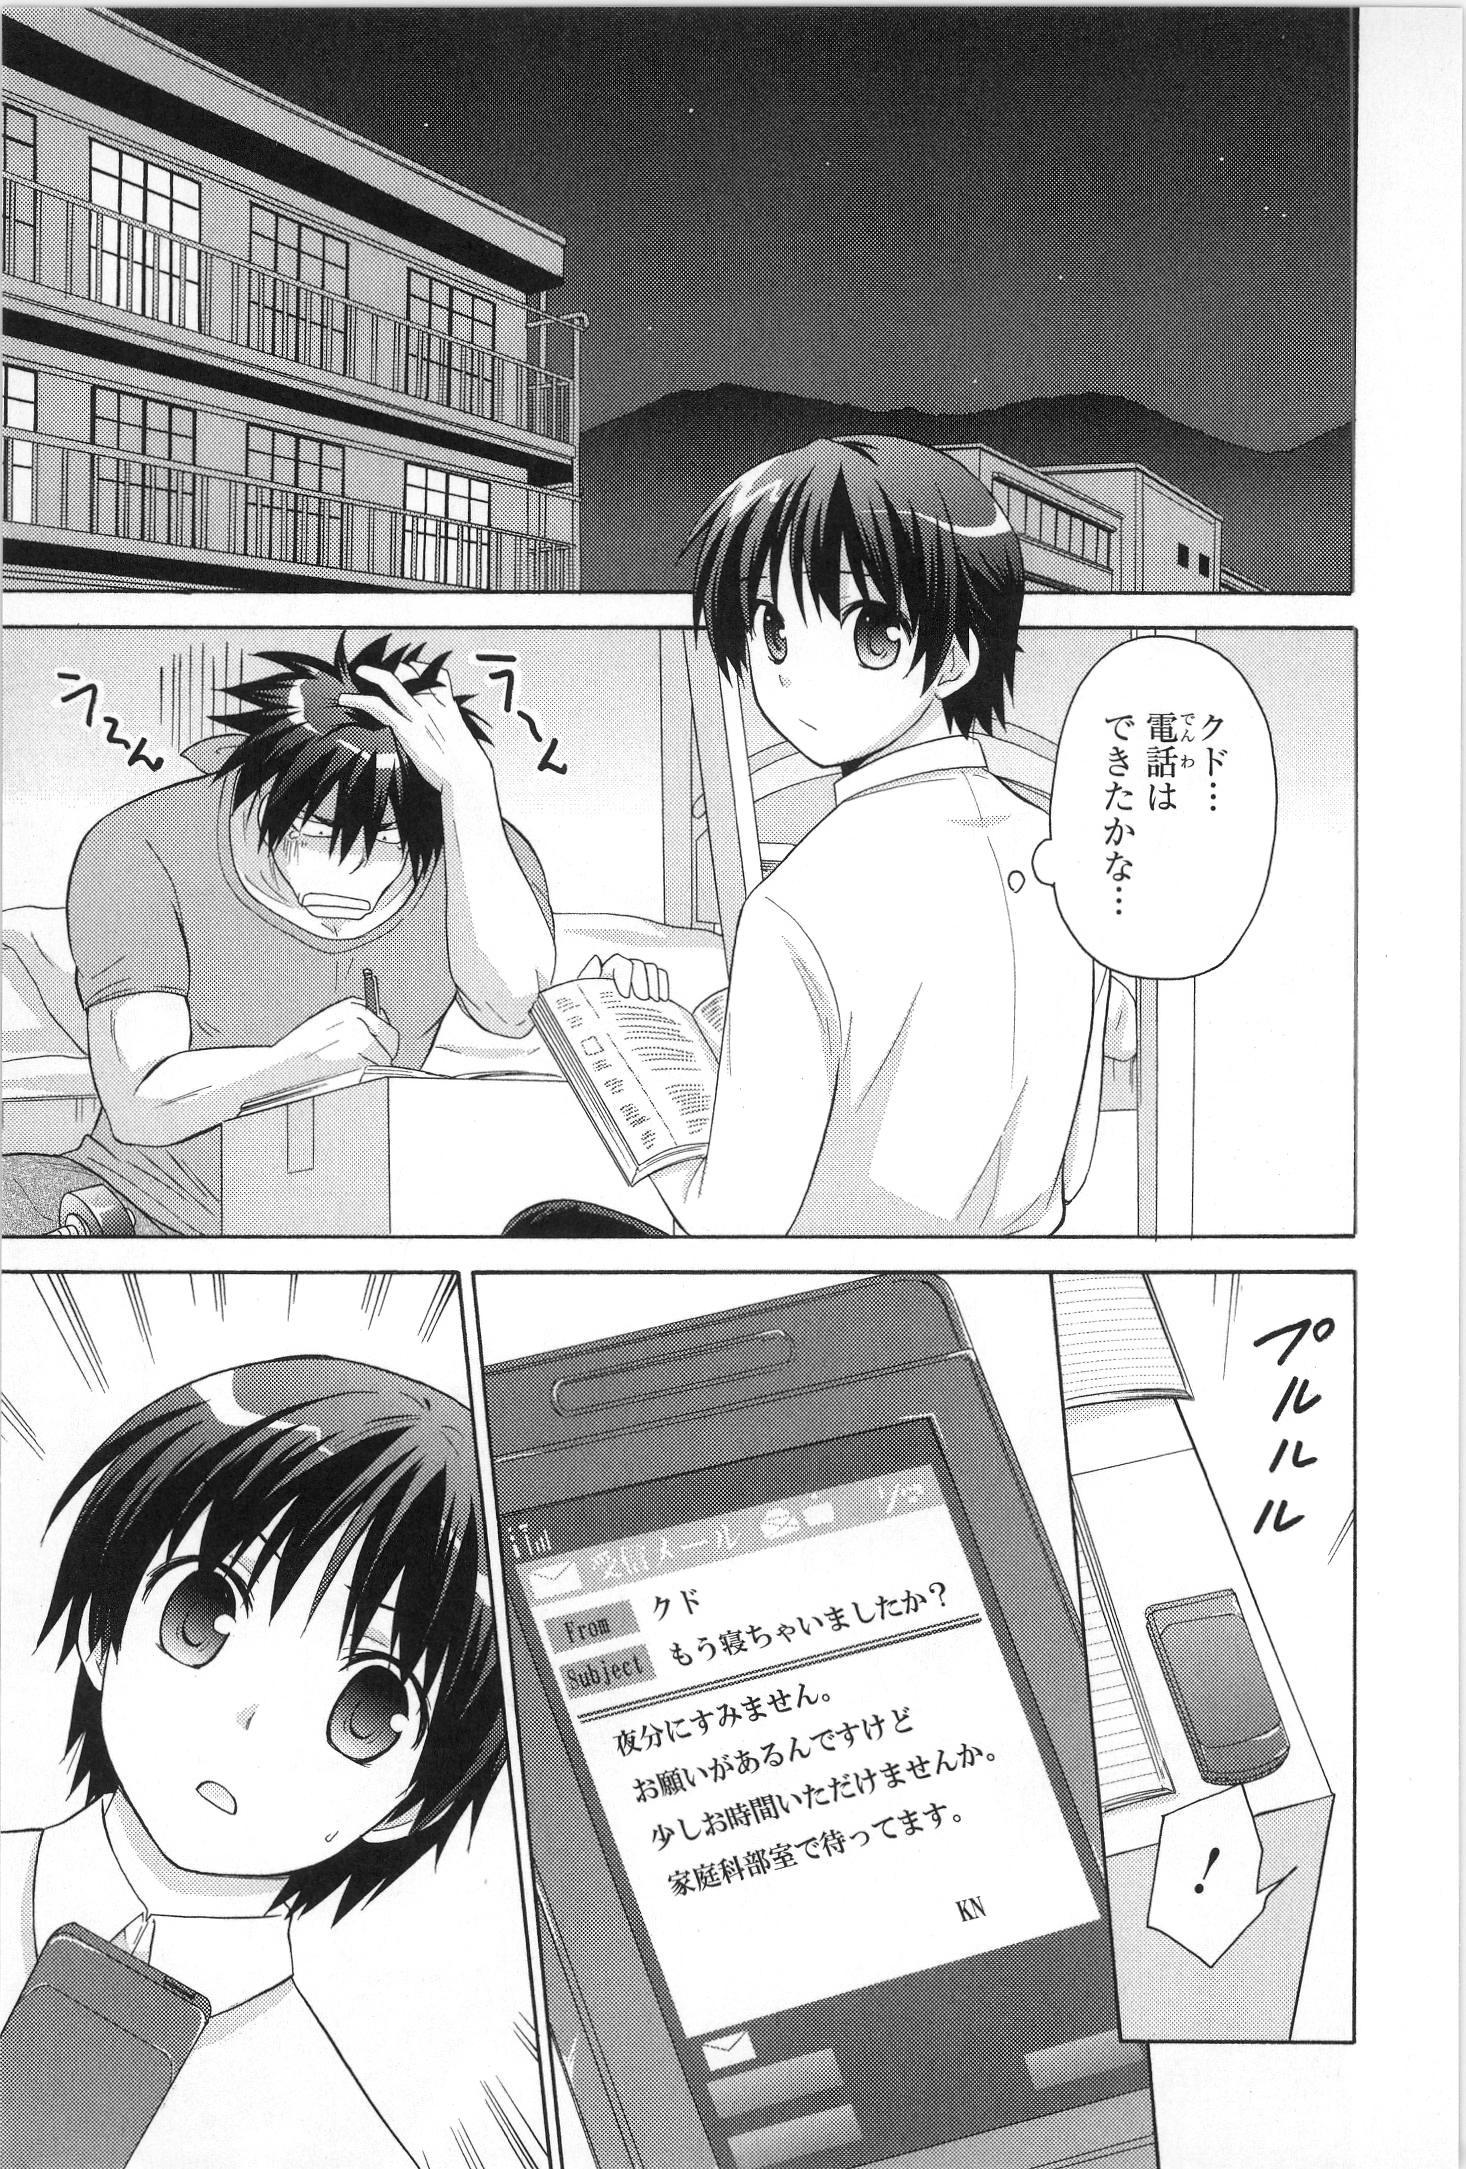 クド…
電話は
でんわ
できたかな…
う〜ん
う〜ん
プルルルル
！
受信メール
From
クド
Subject
もう寝ちゃいましたか？
夜分にすみません。
お願いがあるんですけど
少しお時間いただけませんか。
家庭科部室で待ってます。
KN